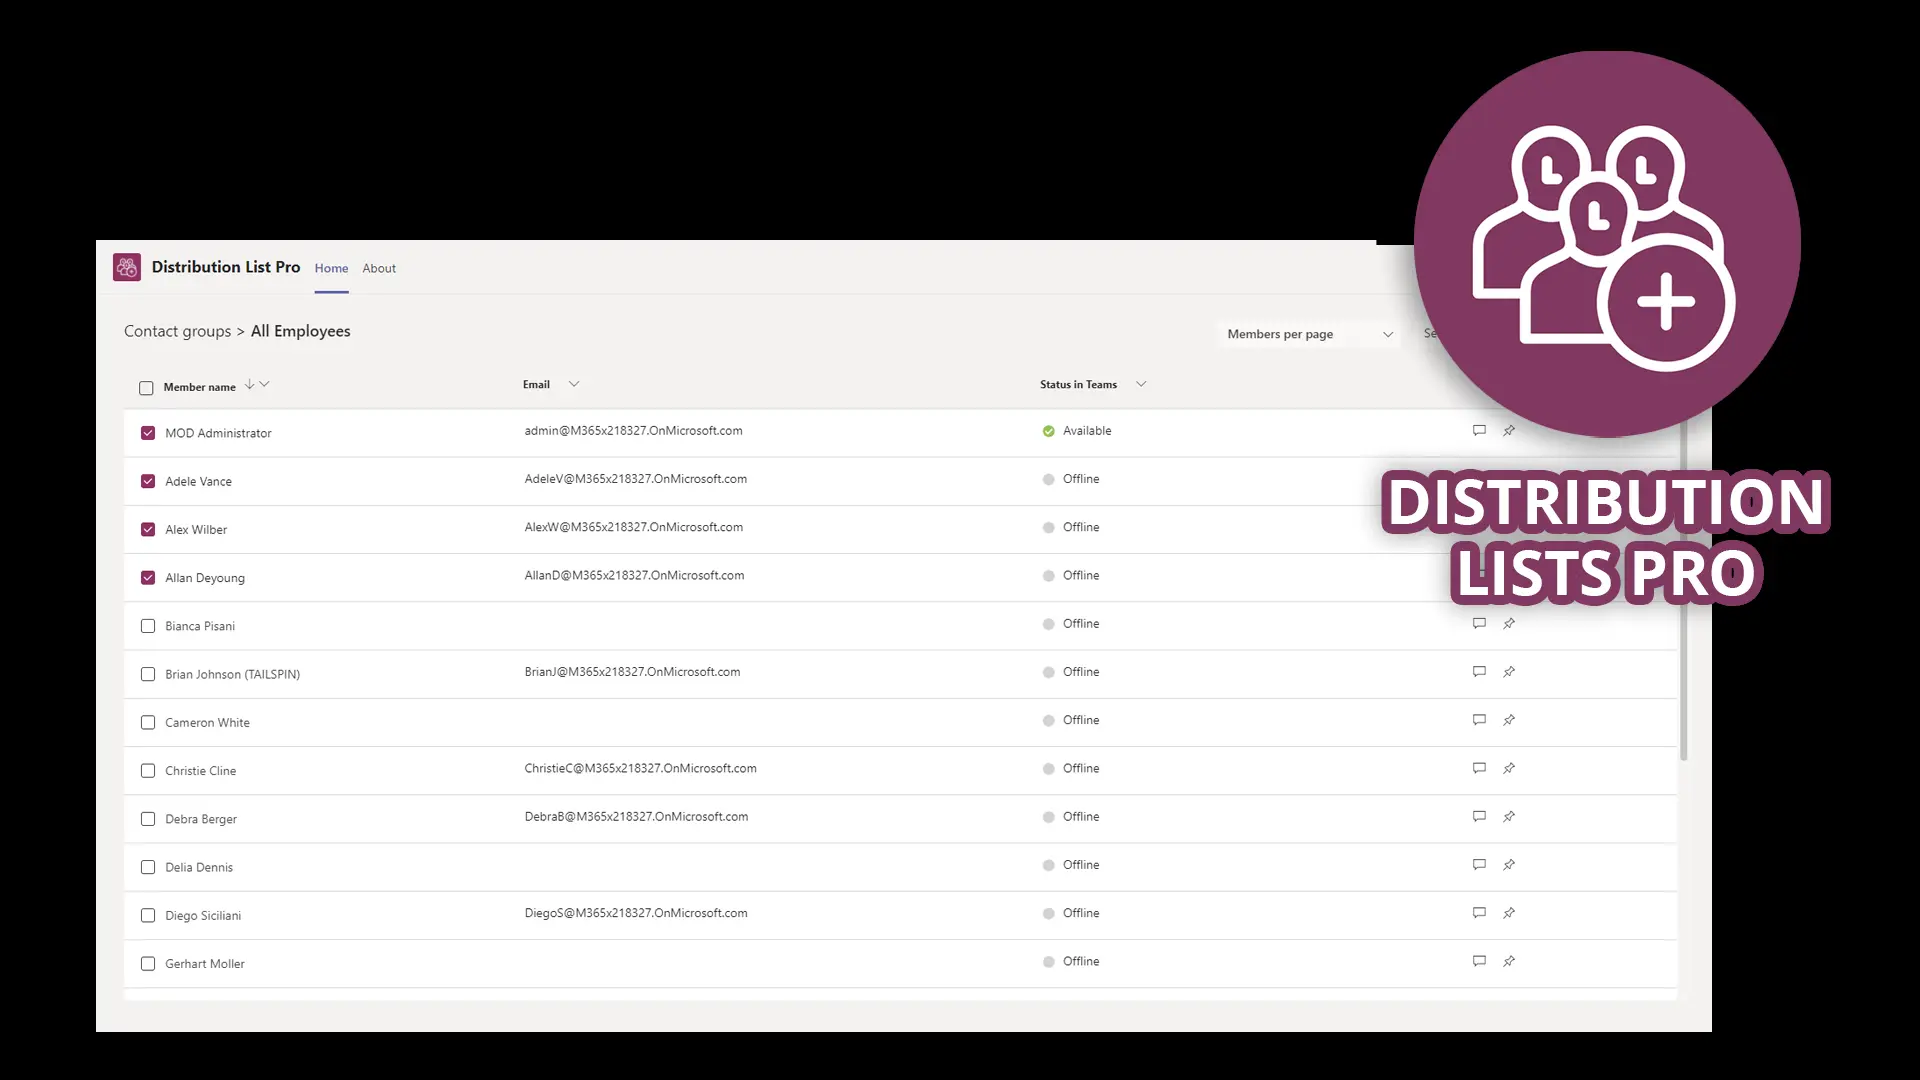 Distribution List Pro Home About
Contact groups > All Employees Members per page
Member name Email Status in Teams
MOD Administrator admin@M365x218327.OnMicrosoft.com Available
Adele Vance AdeleV@M365x218327.OnMicrosoft.com Offline
Alex Wilber AlexW@M365x218327.OnMicrosoft.com Offline
Allan Deyoung AllanD@M365x218327.OnMicrosoft.com Offline
Bianca Pisani Offline
Brian Johnson (TAILSPIN) BrianJ@M365x218327.OnMicrosoft.com Offline
Cameron White Offline
Christie Cline ChristieC@M365x218327.OnMicrosoft.com Offline
Debra Berger DebraB@M365x218327.OnMicrosoft.com Offline
Delia Dennis Offline
Diego Siciliani DiegoS@M365x218327.OnMicrosoft.com Offline
Gerhart Moller Offline
DISTRIBUTION
LISTS PRO